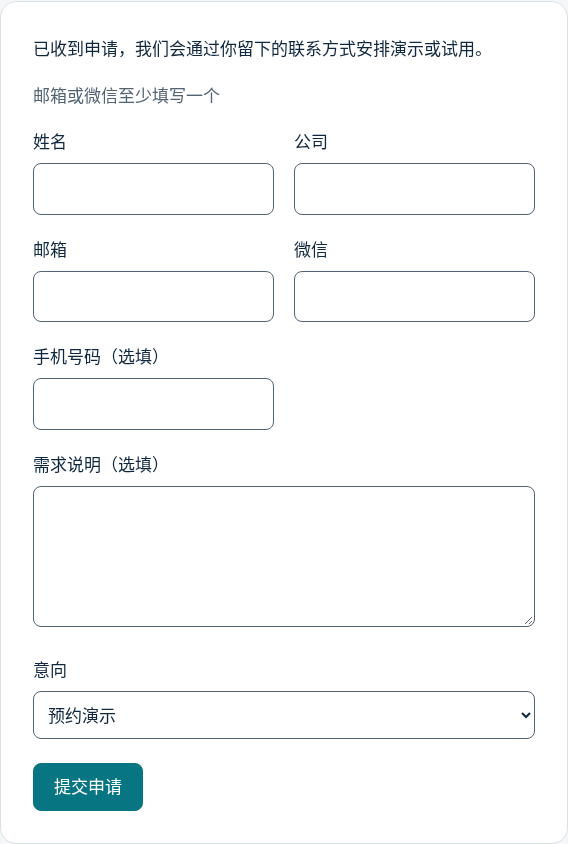 已收到申请，我们会通过你留下的联系方式安排演示或试用。
邮箱或微信至少填写一个
姓名
公司
邮箱
微信
手机号码（选填）
需求说明（选填）
意向
预约演示
提交申请